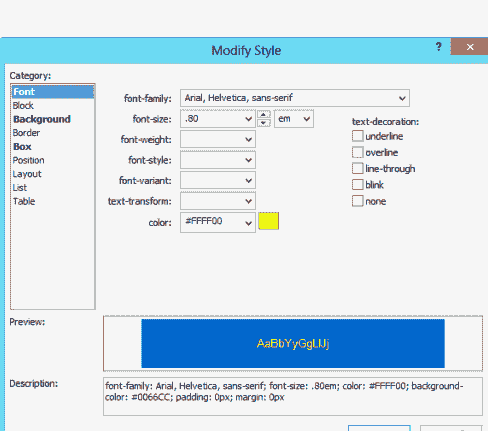 Modify Style
?
x
Category:
Font
Block
Background
Border
Box
Position
Layout
List
Table
font-family: Arial, Helvetica, sans-serif
font-size: .80 em
font-weight:
font-style:
font-variant:
text-transform:
color: #FFFF00
text-decoration:
underline
overline
line-through
blink
none
Preview:
AaBbYyGgLlJj
Description:
font-family: Arial, Helvetica, sans-serif; font-size: .80em; color: #FFFF00; background-
color: #0066CC; padding: 0px; margin: 0px